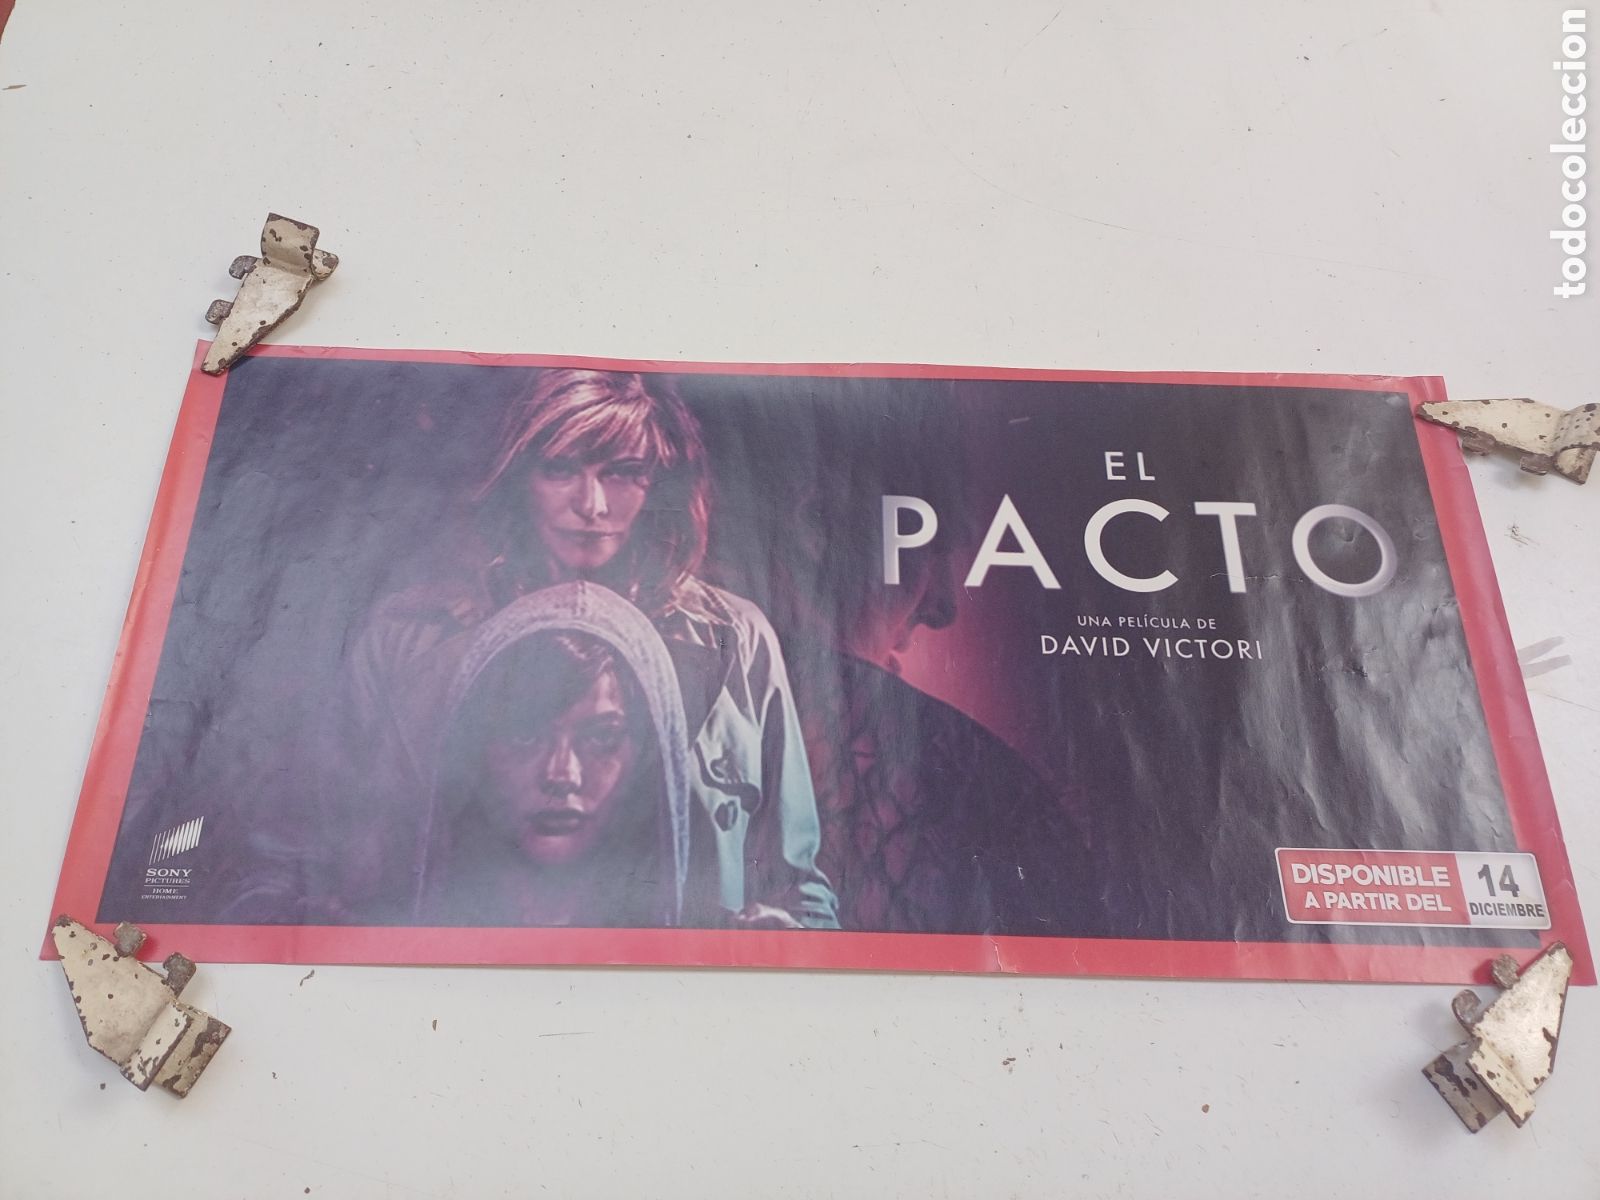 todocoleccion
EL
PACTO
UNA PELÍCULA DE
DAVID VICTORI
SONY
PICTURES
HOME
ENTERTAINMENT
DISPONIBLE
A PARTIR DEL
14
DICIEMBRE